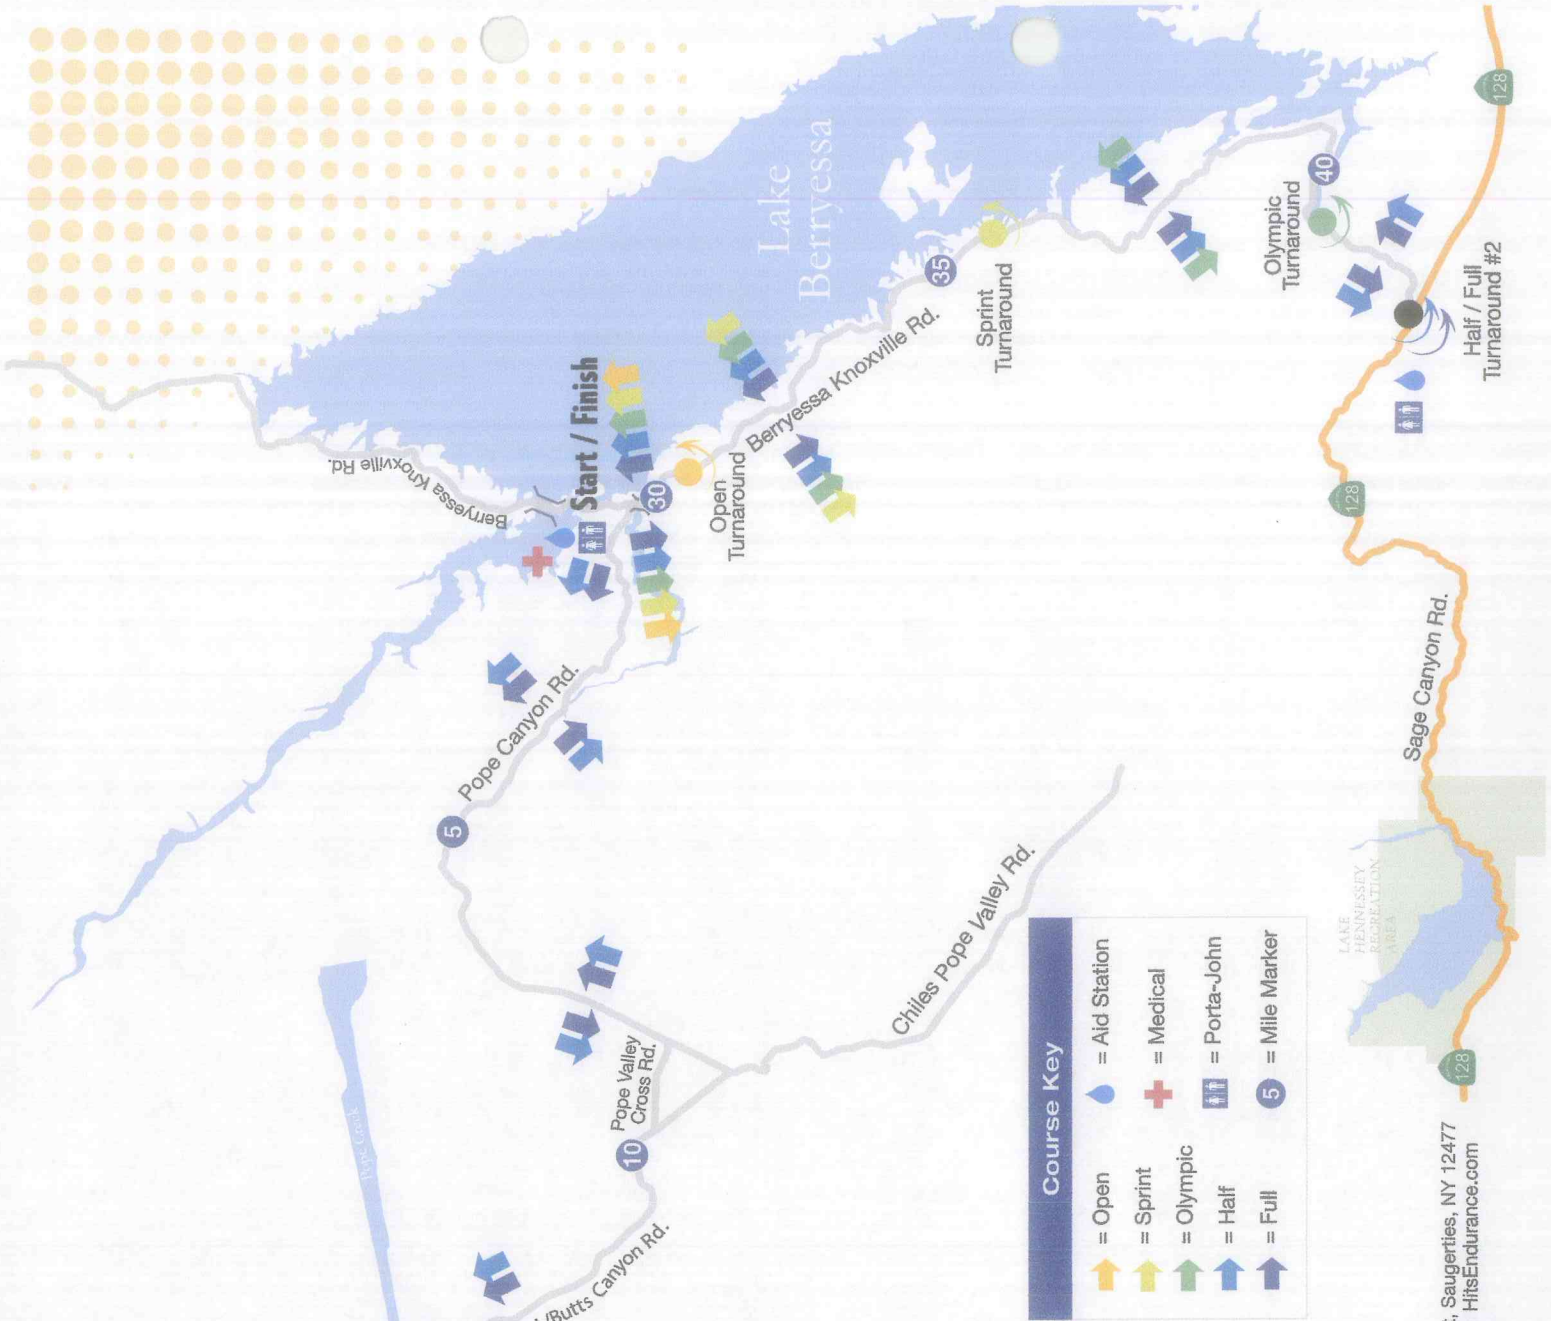 Lake
Berryessa
128
Start / Finish
Berryessa Knoxville Rd.
30
Open
Turnaround
Berryessa Knoxville Rd.
35
Sprint
Turnaround
40
Olympic
Turnaround
Half / Full
Turnaround #2
128
Sage Canyon Rd.
Pope Canyon Rd.
5
Pope Valley
Cross Rd.
10
Chiles Pope Valley Rd.
Pope Creek
/Butts Canyon Rd.
LAKE
HENNESSEY
RECREATION
AREA
128
Course Key
= Open
= Sprint
= Olympic
= Half
= Full
= Aid Station
= Medical
= Porta-John
5 = Mile Marker
, Saugerties, NY 12477
HitsEndurance.com